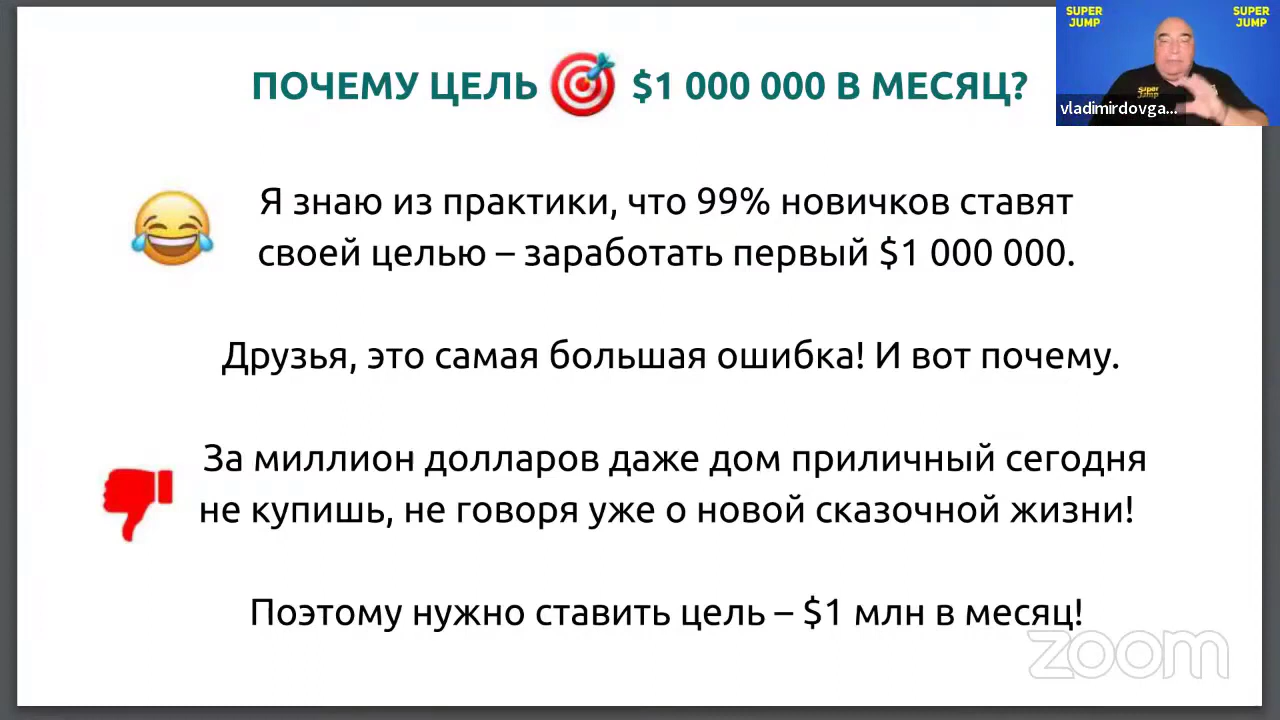 ПОЧЕМУ ЦЕЛЬ $1 000 000 В МЕСЯЦ?
SUPER JUMP
SUPER JUMP
Super Jump
vladimirdovga...
Я знаю из практики, что 99% новичков ставят
своей целью – заработать первый $1 000 000.
Друзья, это самая большая ошибка! И вот почему.
За миллион долларов даже дом приличный сегодня
не купишь, не говоря уже о новой сказочной жизни!
Поэтому нужно ставить цель – $1 млн в месяц!
zoom